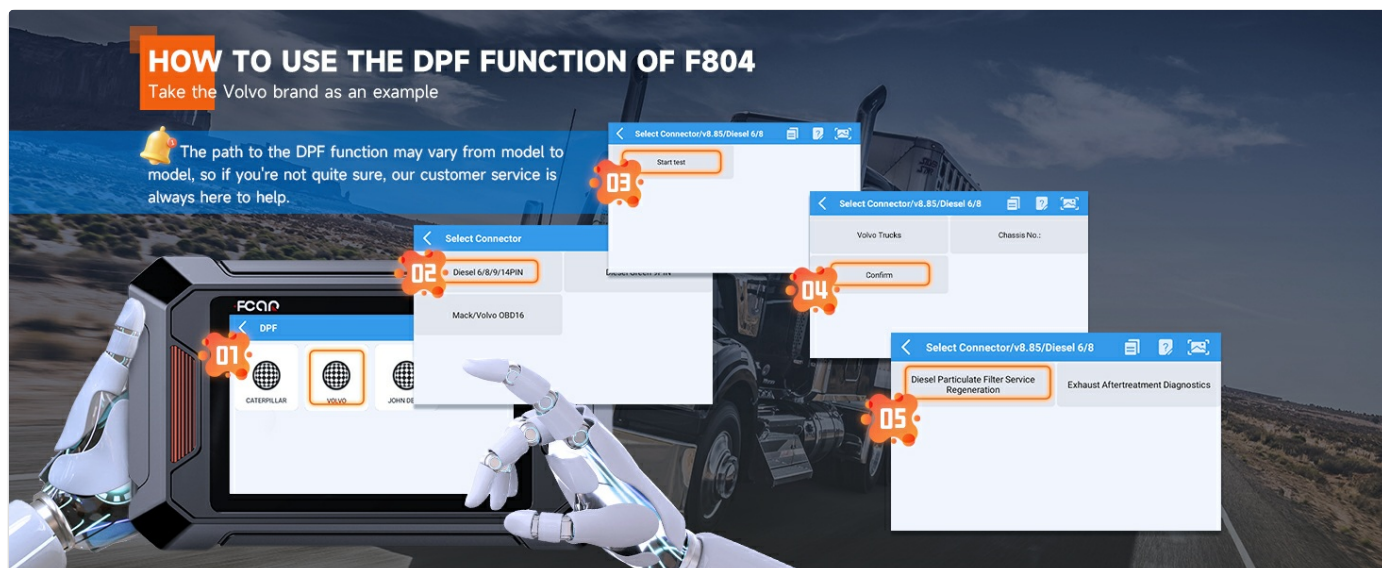 HOW TO USE THE DPF FUNCTION OF F804
Take the Volvo brand as an example
The path to the DPF function may vary from model to
model, so if you're not quite sure, our customer service is
always here to help.
FCAR
01
DPF
CATERPILLAR
VOLVO
JOHN DE
02
Select Connector
Diesel 6/8/9/14PIN
Diesel Green 9PIN
Mack/Volvo OBD16
03
Select Connector/v8.85/Diesel 6/8
Start test
04
Select Connector/v8.85/Diesel 6/8
Volvo Trucks
Chassis No.:
Confirm
05
Select Connector/v8.85/Diesel 6/8
Diesel Particulate Filter Service
Regeneration
Exhaust Aftertreatment Diagnostics